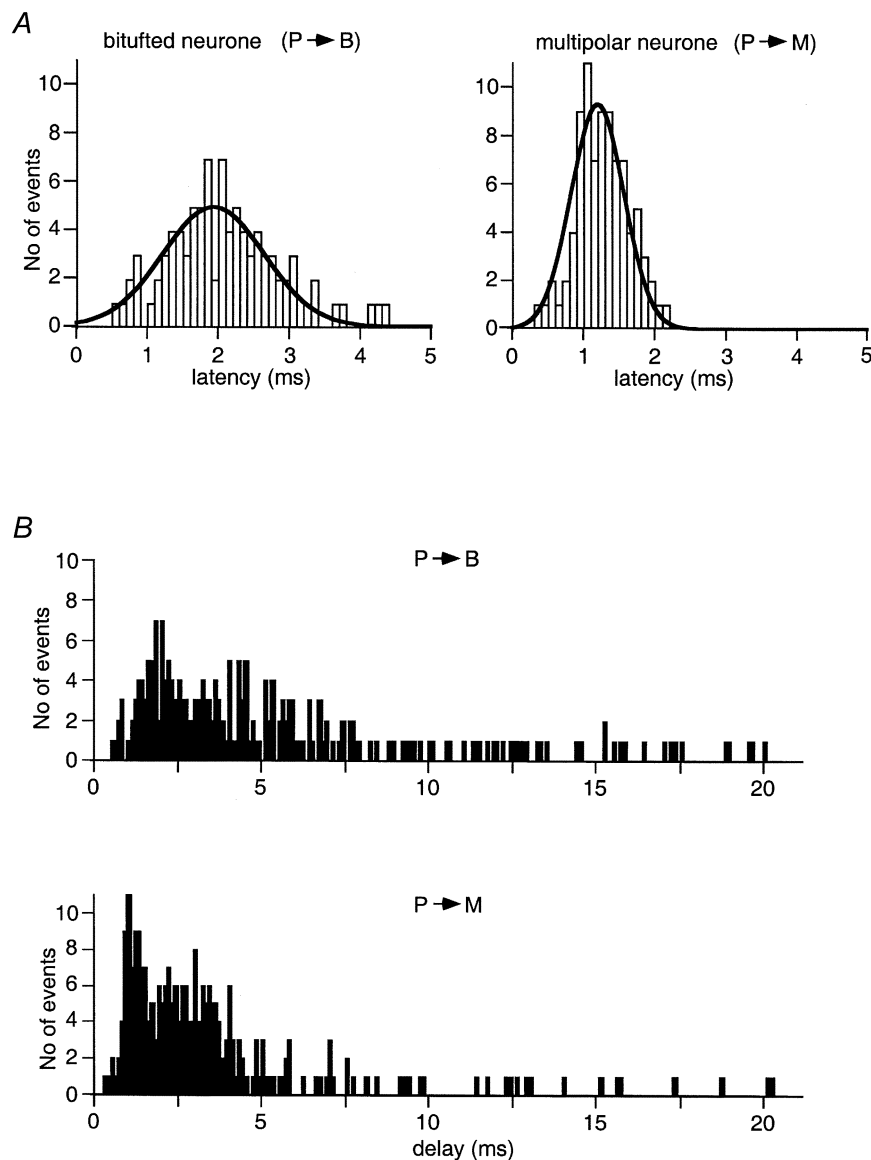 A
bitufted neurone (P → B)
multipolar neurone (P → M)
No of events
10
8
6
4
2
0
0 1 2 3 4 5
latency (ms)
10
8
6
4
2
0
0 1 2 3 4 5
latency (ms)
B
P → B
No of events
10
8
6
4
2
0
0 5 10 15 20
P → M
No of events
10
8
6
4
2
0
0 5 10 15 20
delay (ms)